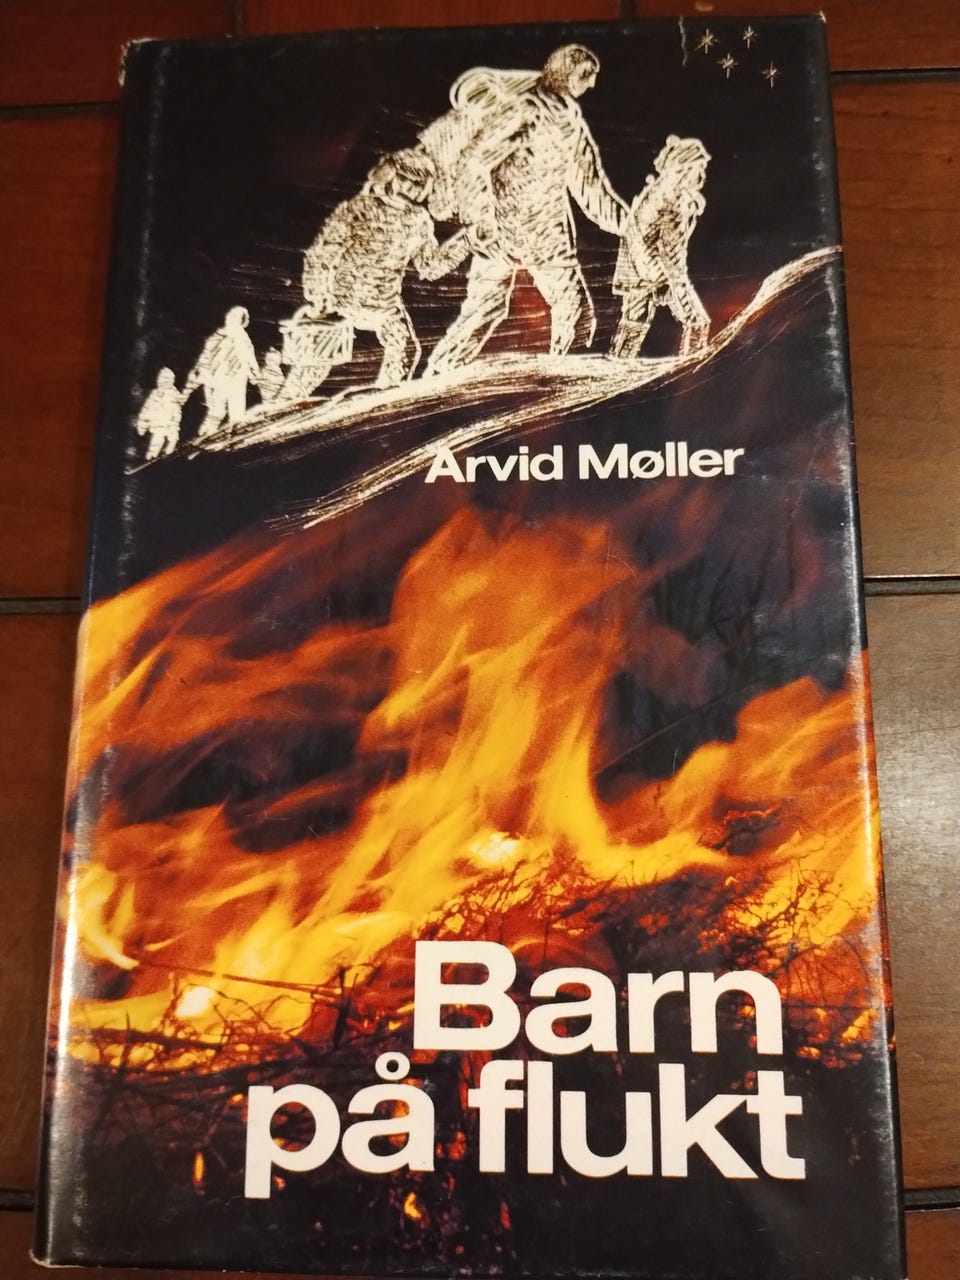 Arvid Møller
Barn
på flukt